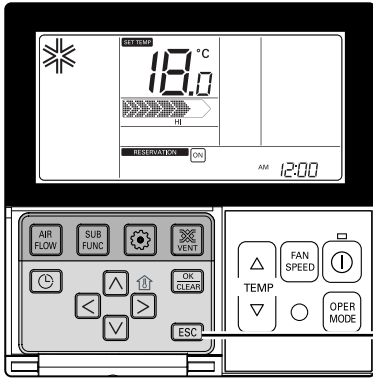 SET TEMP
18.0 °C
HI
RESERVATION ON
AM 12:00
AIR FLOW
SUB FUNC
VENT
OK CLEAR
ESC
TEMP
FAN SPEED
OPER MODE